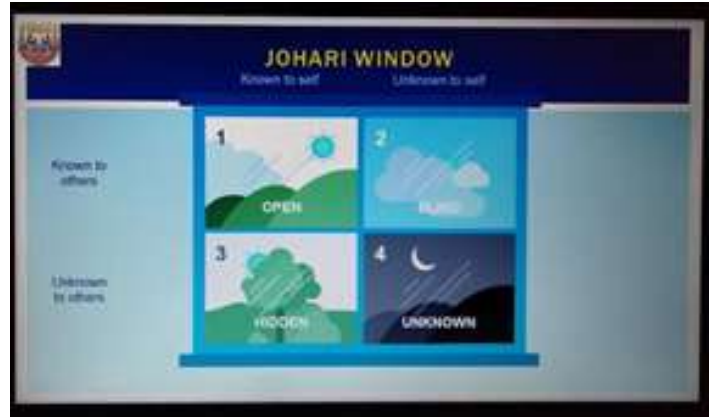 JOHARI WINDOW
Known to self Unknown to self
Known to others
1
OPEN
2
BLIND
Unknown to others
3
HIDDEN
4
UNKNOWN